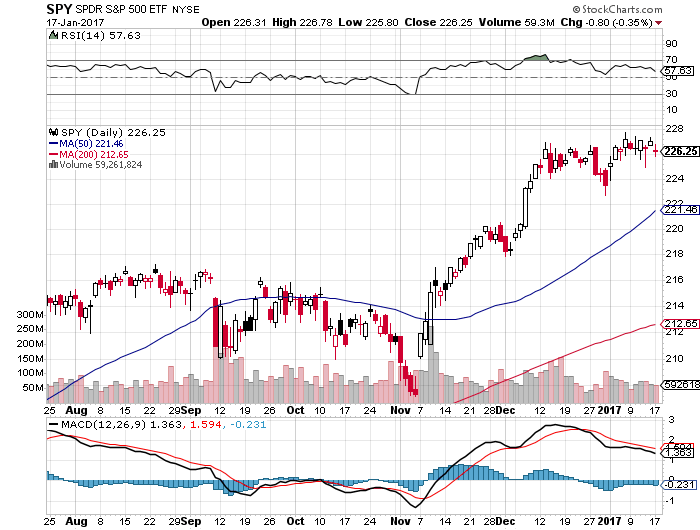 SPY SPDR S&P 500 ETF NYSE © StockCharts.com
17-Jan-2017 Open 226.31 High 226.78 Low 225.80 Close 226.25 Volume 59.3M Chg -0.80 (-0.35%)
RSI(14) 57.63
90
70
57.63
30
10
SPY (Daily) 226.25
MA(50) 221.46
MA(200) 212.65
Volume 59,261,824
228
226.25
224
222
221.46
220
218
216
214
212.65
210
300M
250M
200M
150M
100M
50M
592618
25 Aug 8 15 22 29 Sep 12 19 26 Oct 10 17 24 Nov 7 14 21 28 Dec 12 19 27 2017 9 17
MACD(12,26,9) 1.363, 1.594, -0.231
3
2
1.594
1.363
-0.231
-1
25 Aug 8 15 22 29 Sep 12 19 26 Oct 10 17 24 Nov 7 14 21 28 Dec 12 19 27 2017 9 17